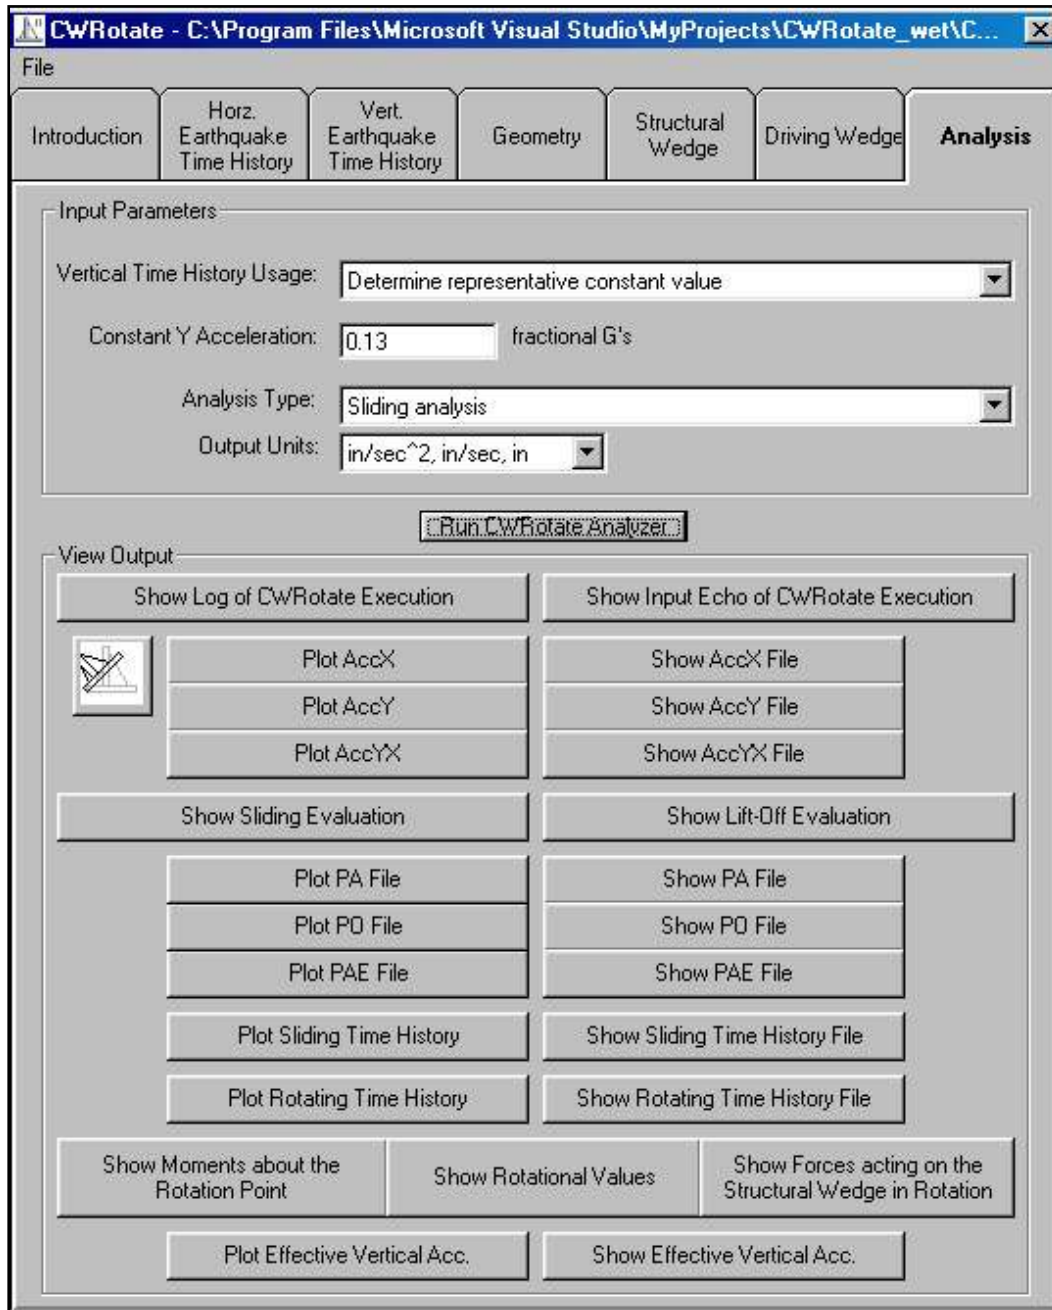 CWRotate - C:\Program Files\Microsoft Visual Studio\MyProjects\CWRotate_wet\C...
File
Introduction
Horz.
Earthquake
Time History
Vert.
Earthquake
Time History
Geometry
Structural
Wedge
Driving Wedge
Analysis
Input Parameters
Vertical Time History Usage: Determine representative constant value
Constant Y Acceleration: 0.13 fractional G's
Analysis Type: Sliding analysis
Output Units: in/sec^2, in/sec, in
Run CWRotate Analyzer
View Output
Show Log of CWRotate Execution
Show Input Echo of CWRotate Execution
Plot AccX
Show AccX File
Plot AccY
Show AccY File
Plot AccYX
Show AccYX File
Show Sliding Evaluation
Show Lift-Off Evaluation
Plot PA File
Show PA File
Plot PO File
Show PO File
Plot PAE File
Show PAE File
Plot Sliding Time History
Show Sliding Time History File
Plot Rotating Time History
Show Rotating Time History File
Show Moments about the
Rotation Point
Show Rotational Values
Show Forces acting on the
Structural Wedge in Rotation
Plot Effective Vertical Acc.
Show Effective Vertical Acc.